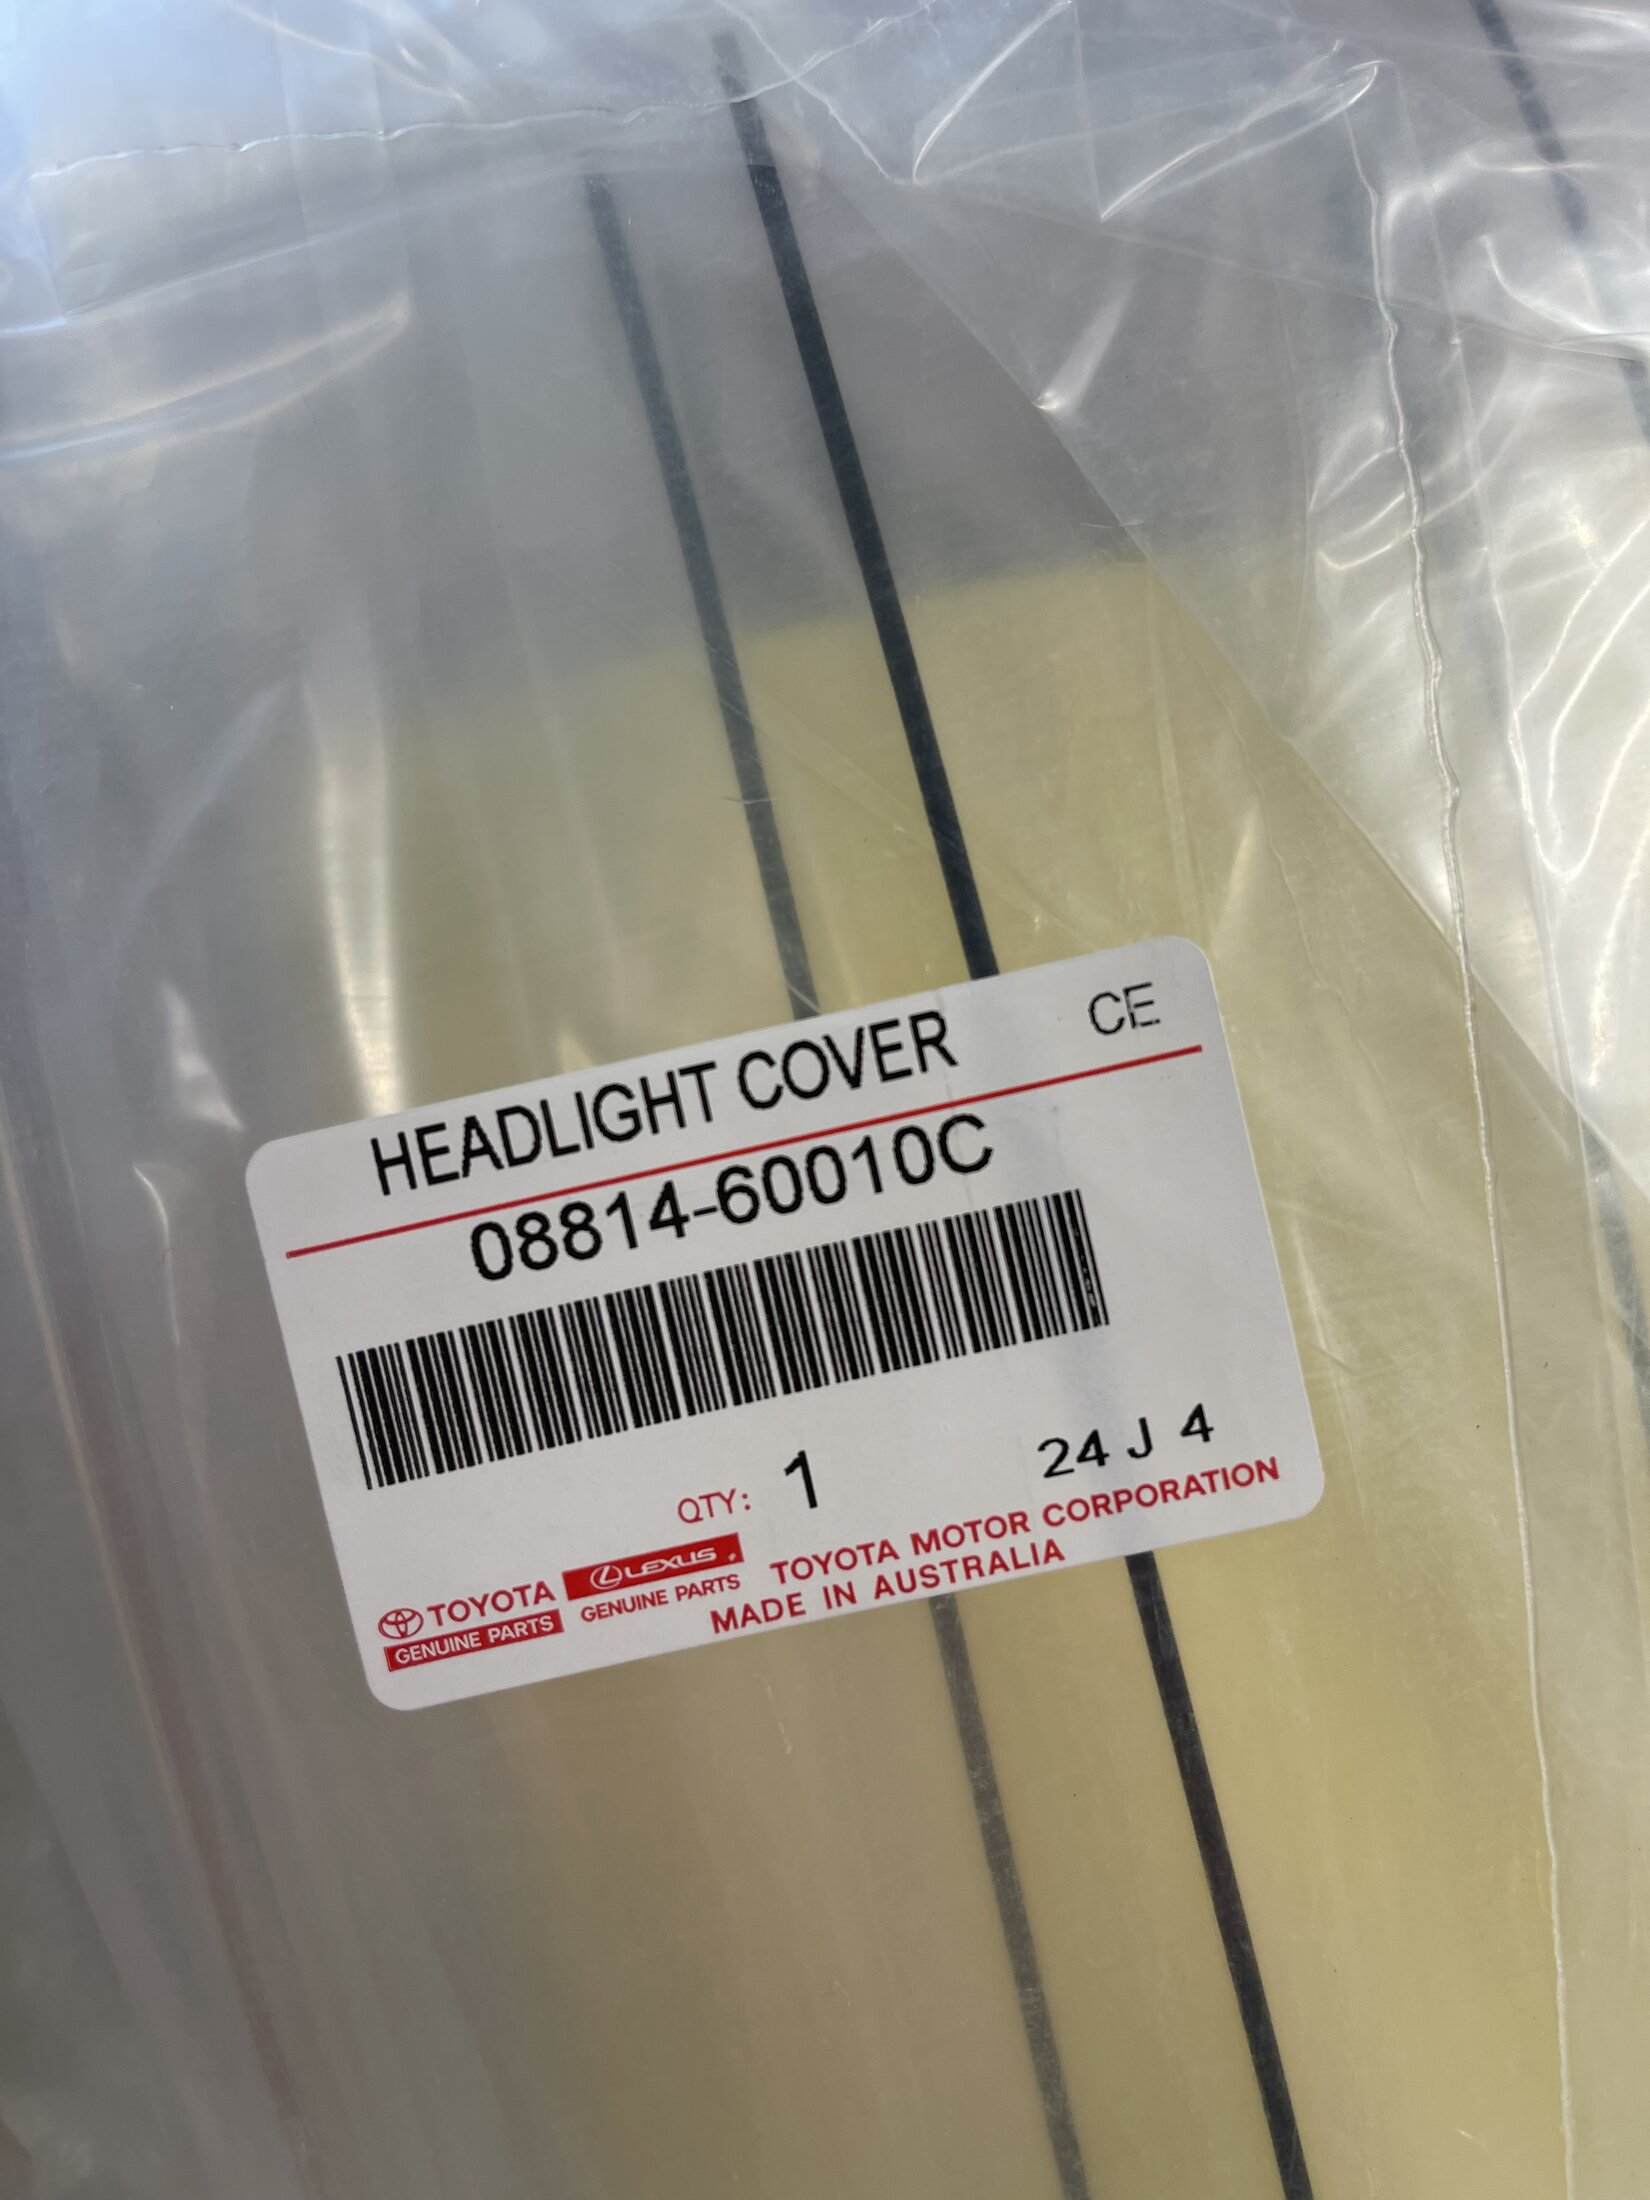 HEADLIGHT COVER CE
08814-60010C
QTY: 1 24 J 4
TOYOTA LEXUS TOYOTA MOTOR CORPORATION
GENUINE PARTS GENUINE PARTS MADE IN AUSTRALIA